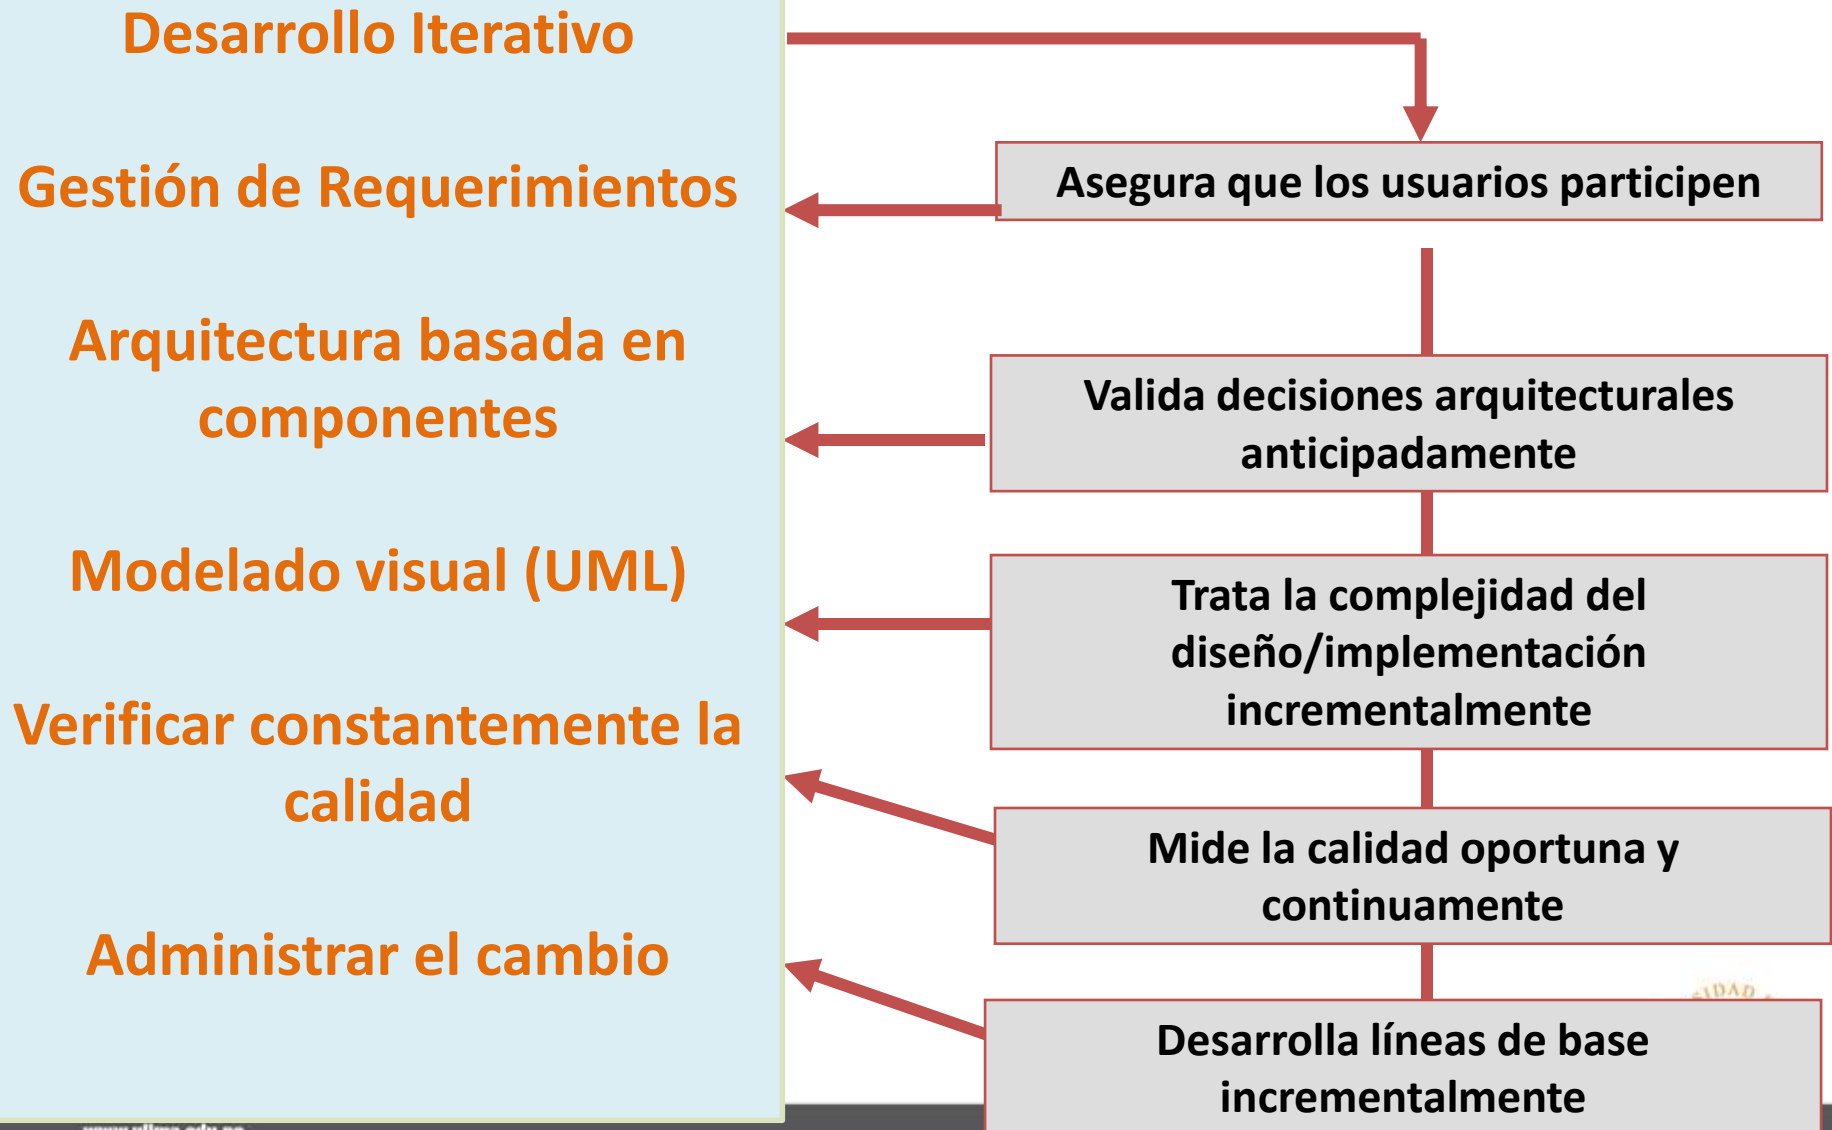 Desarrollo Iterativo
Gestión de Requerimientos
Arquitectura basada en
componentes
Modelado visual (UML)
Verificar constantemente la
calidad
Administrar el cambio
Asegura que los usuarios participen
Valida decisiones arquitecturales
anticipadamente
Trata la complejidad del
diseño/implementación
incrementalmente
Mide la calidad oportuna y
continuamente
Desarrolla líneas de base
incrementalmente